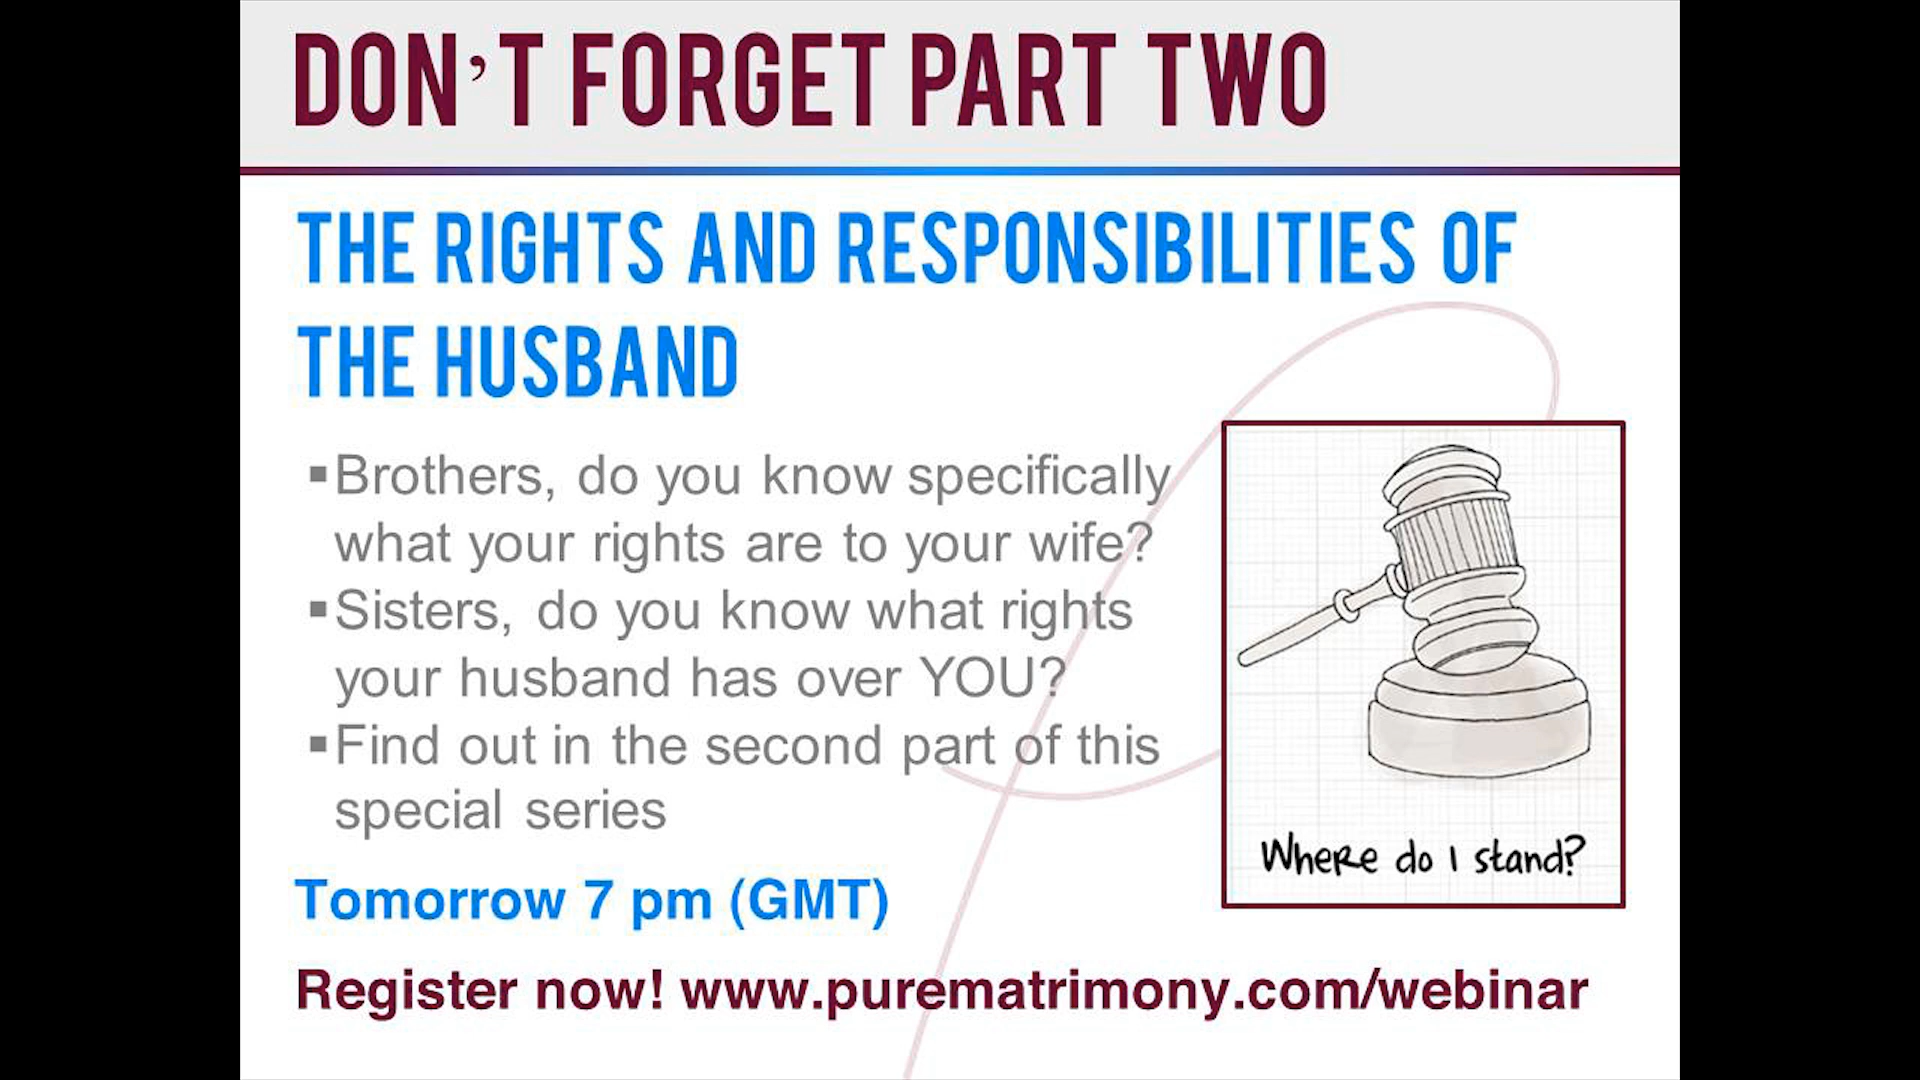 DON'T FORGET PART TWO
THE RIGHTS AND RESPONSIBILITIES OF
THE HUSBAND
▪Brothers, do you know specifically
what your rights are to your wife?
▪Sisters, do you know what rights
your husband has over YOU?
▪Find out in the second part of this
special series
Where do I stand?
Tomorrow 7 pm (GMT)
Register now! www.purematrimony.com/webinar